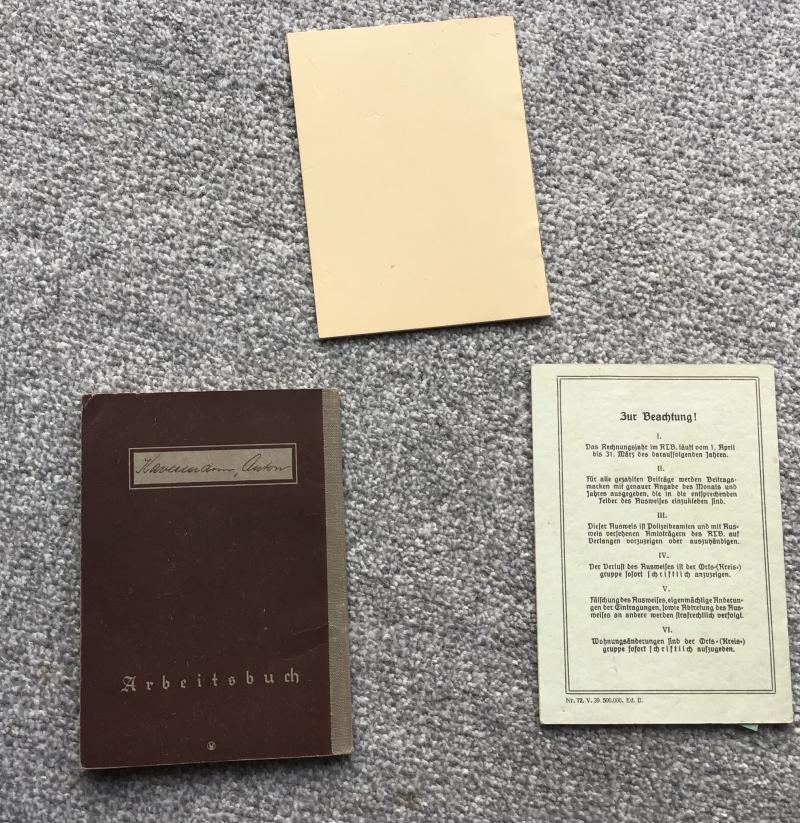 Havemann, Anton
Arbeitsbuch
Zur Beachtung!
I.
Das Rechnungsjahr im RLB. läuft vom 1. April
bis 31. März des darauffolgenden Jahres.
II.
Für alle gezahlten Beiträge werden Beitrags-
marken mit genauer Angabe des Monats und
Jahres ausgegeben, die in die entsprechenden
Felder des Ausweises einzukleben sind.
III.
Dieser Ausweis ist Polizeibeamten und mit Aus-
weis versehenen Amtsträgern des RLB. auf
Verlangen vorzuzeigen oder auszuhändigen.
IV.
Der Verlust des Ausweises ist der Orts-(Kreis-)
gruppe sofort schriftlich anzuzeigen.
V.
Fälschung des Ausweises, eigenmächtige Änderun-
gen der Eintragungen, sowie Abtretung des Aus-
weises an andere werden strafrechtlich verfolgt.
VI.
Wohnungsänderungen sind der Orts-(Kreis-)
gruppe sofort schriftlich aufzugeben.
Nr. 72. V. 39. 500.000. Ed. D.